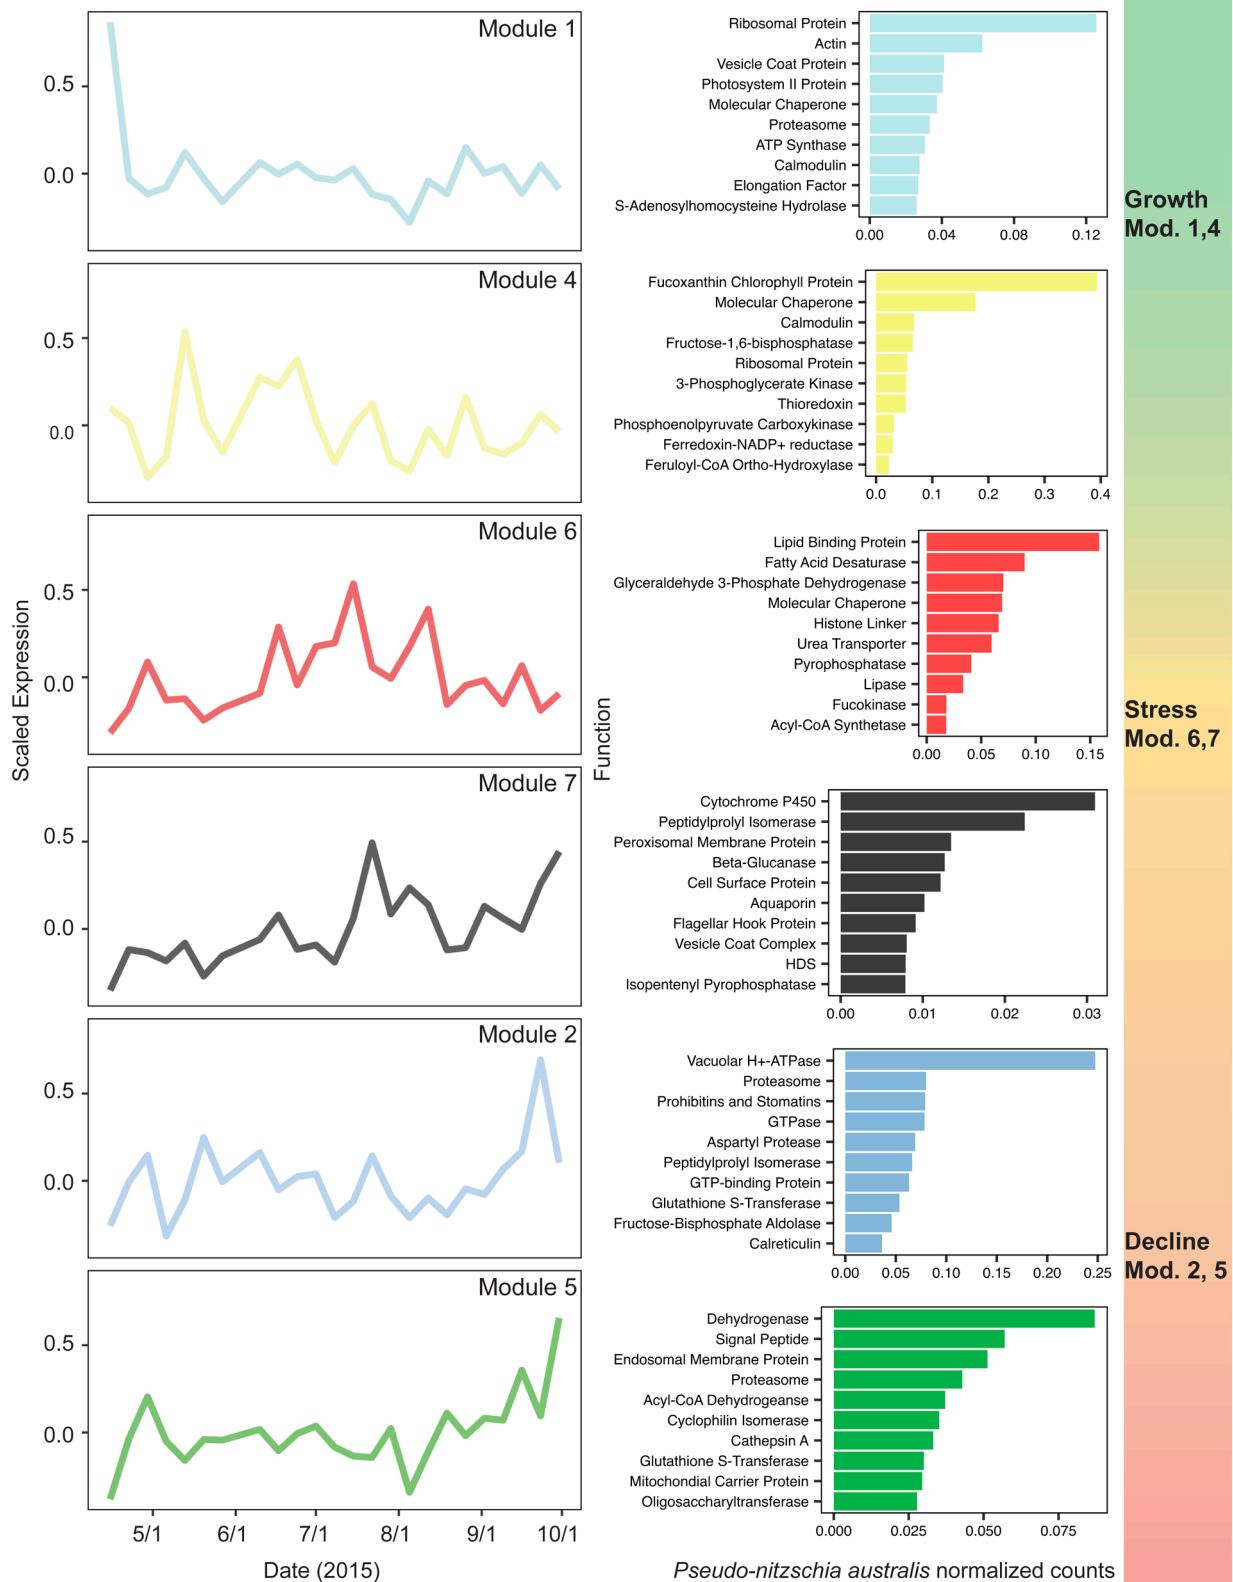 Module 1
0.5
0.0
Ribosomal Protein
Actin
Vesicle Coat Protein
Photosystem II Protein
Molecular Chaperone
Proteasome
ATP Synthase
Calmodulin
Elongation Factor
S-Adenosylhomocysteine Hydrolase
0.00 0.04 0.08 0.12
Growth
Mod. 1,4
Module 4
0.5
0.0
Fucoxanthin Chlorophyll Protein
Molecular Chaperone
Calmodulin
Fructose-1,6-bisphosphatase
Ribosomal Protein
3-Phosphoglycerate Kinase
Thioredoxin
Phosphoenolpyruvate Carboxykinase
Ferredoxin-NADP+ reductase
Feruloyl-CoA Ortho-Hydroxylase
0.0 0.1 0.2 0.3 0.4
Module 6
0.5
0.0
Lipid Binding Protein
Fatty Acid Desaturase
Glyceraldehyde 3-Phosphate Dehydrogenase
Molecular Chaperone
Histone Linker
Urea Transporter
Pyrophosphatase
Lipase
Fucokinase
Acyl-CoA Synthetase
0.00 0.05 0.10 0.15
Stress
Mod. 6,7
Scaled Expression
Function
Module 7
0.5
0.0
Cytochrome P450
Peptidylprolyl Isomerase
Peroxisomal Membrane Protein
Beta-Glucanase
Cell Surface Protein
Aquaporin
Flagellar Hook Protein
Vesicle Coat Complex
HDS
Isopentenyl Pyrophosphatase
0.00 0.01 0.02 0.03
Module 2
0.5
0.0
Vacuolar H+-ATPase
Proteasome
Prohibitins and Stomatins
GTPase
Aspartyl Protease
Peptidylprolyl Isomerase
GTP-binding Protein
Glutathione S-Transferase
Fructose-Bisphosphate Aldolase
Calreticulin
0.00 0.05 0.10 0.15 0.20 0.25
Decline
Mod. 2, 5
Module 5
0.5
0.0
Dehydrogenase
Signal Peptide
Endosomal Membrane Protein
Proteasome
Acyl-CoA Dehydrogeanse
Cyclophilin Isomerase
Cathepsin A
Glutathione S-Transferase
Mitochondial Carrier Protein
Oligosaccharyltransferase
0.000 0.025 0.050 0.075
5/1 6/1 7/1 8/1 9/1 10/1
Date (2015)
Pseudo-nitzschia australis normalized counts